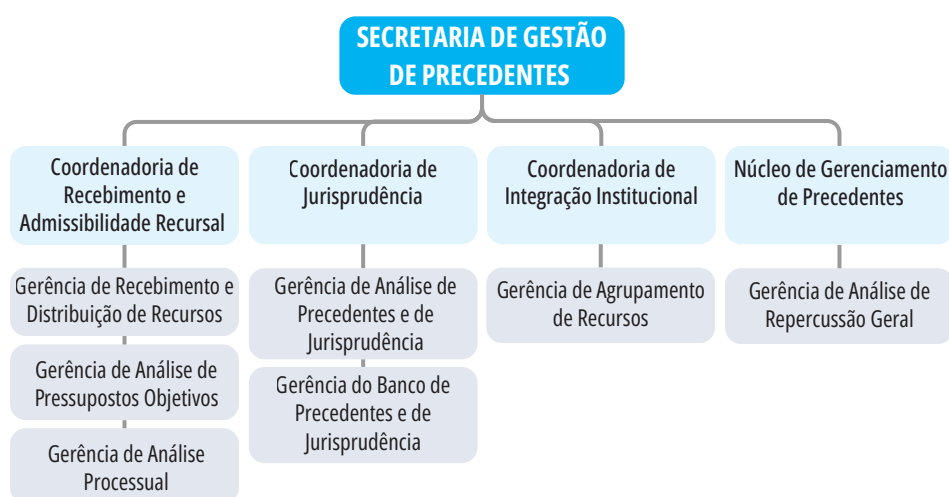 SECRETARIA DE GESTÃO
DE PRECEDENTES
Coordenadoria de
Recebimento e
Admissibilidade Recursal
Gerência de Recebimento e
Distribuição de Recursos
Gerência de Análise de
Pressupostos Objetivos
Gerência de Análise
Processual
Coordenadoria de
Jurisprudência
Gerência de Análise de
Precedentes e de
Jurisprudência
Gerência do Banco de
Precedentes e de
Jurisprudência
Coordenadoria de
Integração Institucional
Gerência de Agrupamento
de Recursos
Núcleo de Gerenciamento
de Precedentes
Gerência de Análise de
Repercussão Geral